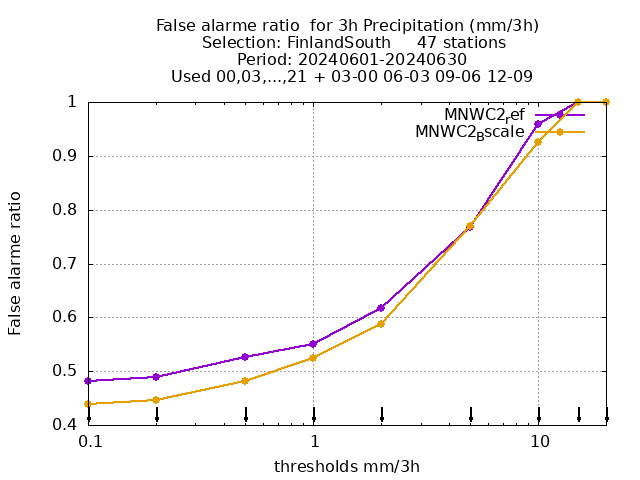 False alarme ratio  for 3h Precipitation (mm/3h)
Selection: FinlandSouth     47 stations
Period: 20240601-20240630
Used 00,03,...,21 + 03-00 06-03 09-06 12-09
MNWC2ref
MNWC2Bscale
1
0.9
0.8
0.7
0.6
0.5
0.4
False alarme ratio
0.1
1
10
thresholds mm/3h